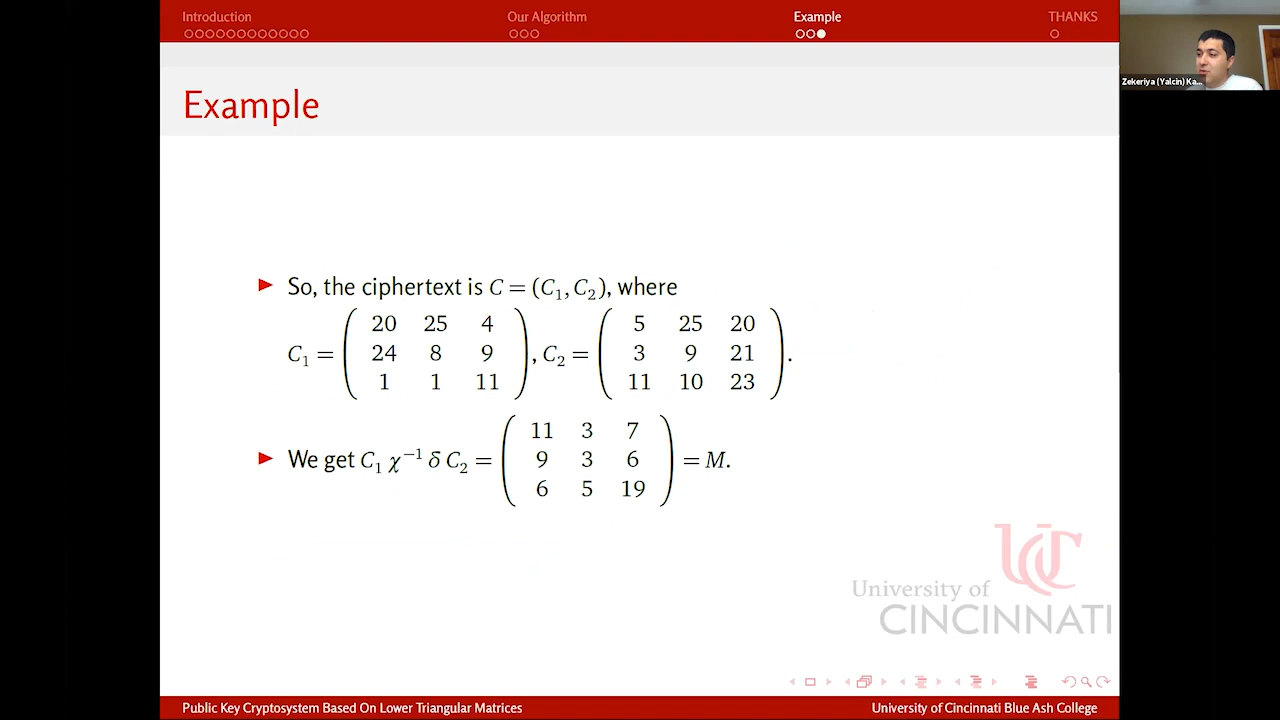 Introduction Our Algorithm Example THANKS
Zekeriya (Yalcin) Ka...
Example
So, the ciphertext is C = (C₁, C₂), where
C₁ = ( 20 25 4
24 8 9
1 1 11 ) , C₂ = ( 5 25 20
3 9 21
11 10 23 ) .
We get C₁ χ⁻¹ δ C₂ = ( 11 3 7
9 3 6
6 5 19 ) = M.
UC
University of
CINCINNATI
Public Key Cryptosystem Based On Lower Triangular Matrices University of Cincinnati Blue Ash College